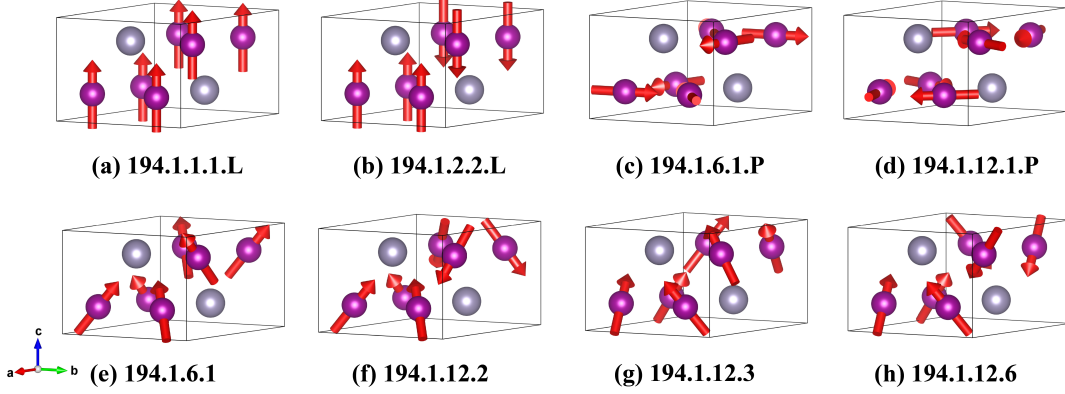 (a) 194.1.1.1.L
(b) 194.1.2.2.L
(c) 194.1.6.1.P
(d) 194.1.12.1.P
c
a
b
(e) 194.1.6.1
(f) 194.1.12.2
(g) 194.1.12.3
(h) 194.1.12.6